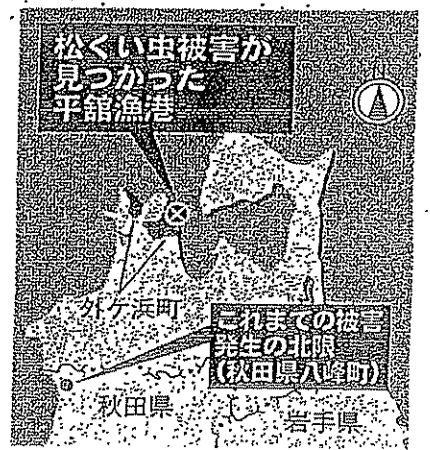 松くい虫被害が
見つかった
平舘漁港
外ケ浜町
これまでの被害
発生の北限
(秋田県八峰町)
秋田県
岩手県